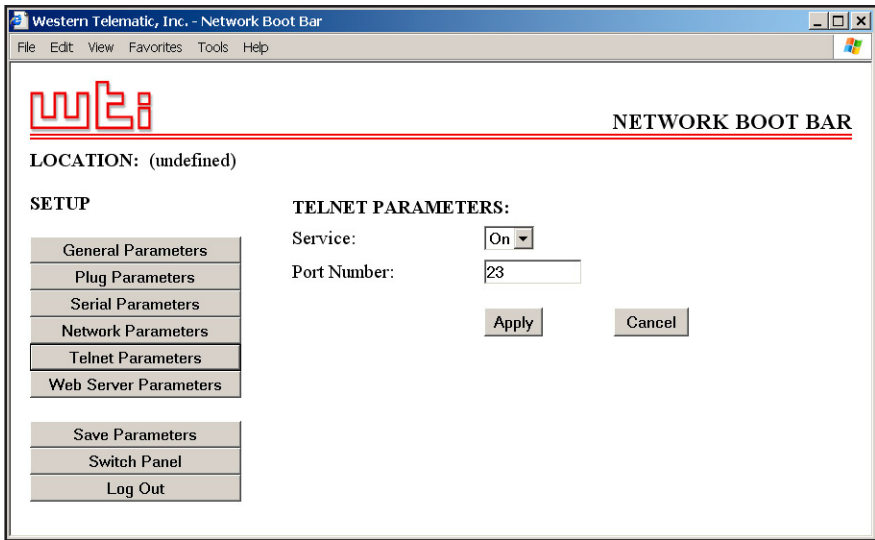 Western Telematic, Inc. - Network Boot Bar
File Edit View Favorites Tools Help
wti
NETWORK BOOT BAR
LOCATION: (undefined)
SETUP
General Parameters
Plug Parameters
Serial Parameters
Network Parameters
Telnet Parameters
Web Server Parameters
Save Parameters
Switch Panel
Log Out
TELNET PARAMETERS:
Service: On
Port Number: 23
Apply Cancel